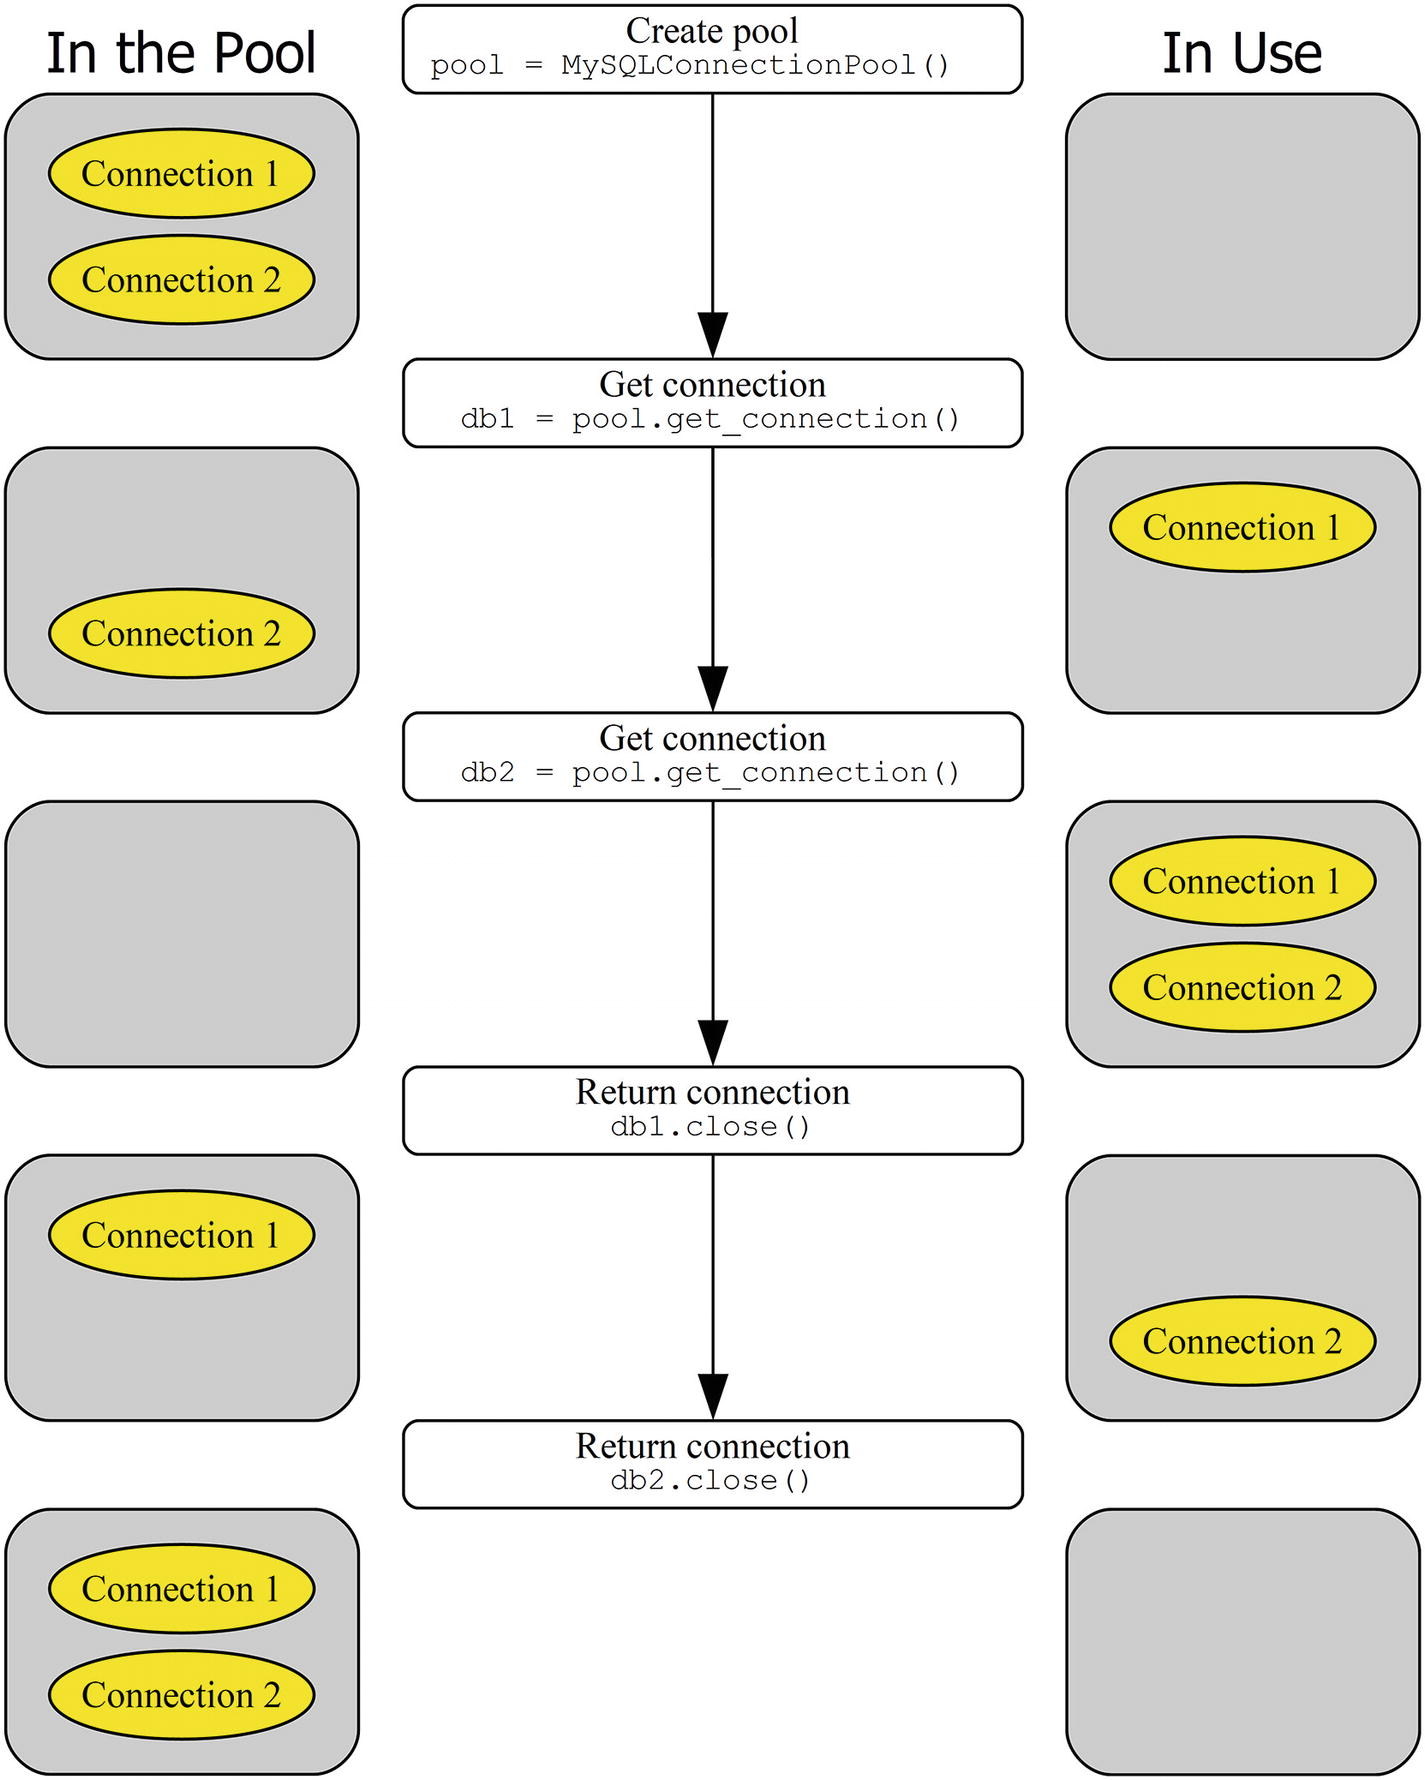 In the Pool
Create pool
pool = MySQLConnectionPool()
In Use
Connection 1
Connection 2
Get connection
db1 = pool.get_connection()
Connection 2
Connection 1
Get connection
db2 = pool.get_connection()
Connection 1
Connection 2
Return connection
db1.close()
Connection 1
Connection 2
Return connection
db2.close()
Connection 1
Connection 2